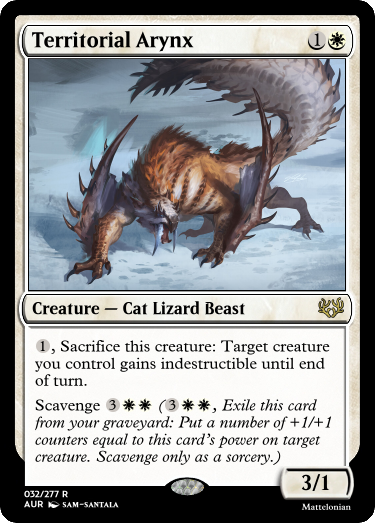 Territorial Arynx 1
Creature — Cat Lizard Beast
1, Sacrifice this creature: Target creature
you control gains indestructible until end
of turn.
Scavenge 3 (3, Exile this card
from your graveyard: Put a number of +1/+1
counters equal to this card's power on target
creature. Scavenge only as a sorcery.)
3/1
032/277 R
AUR SAM-SANTALA
Mattelonian